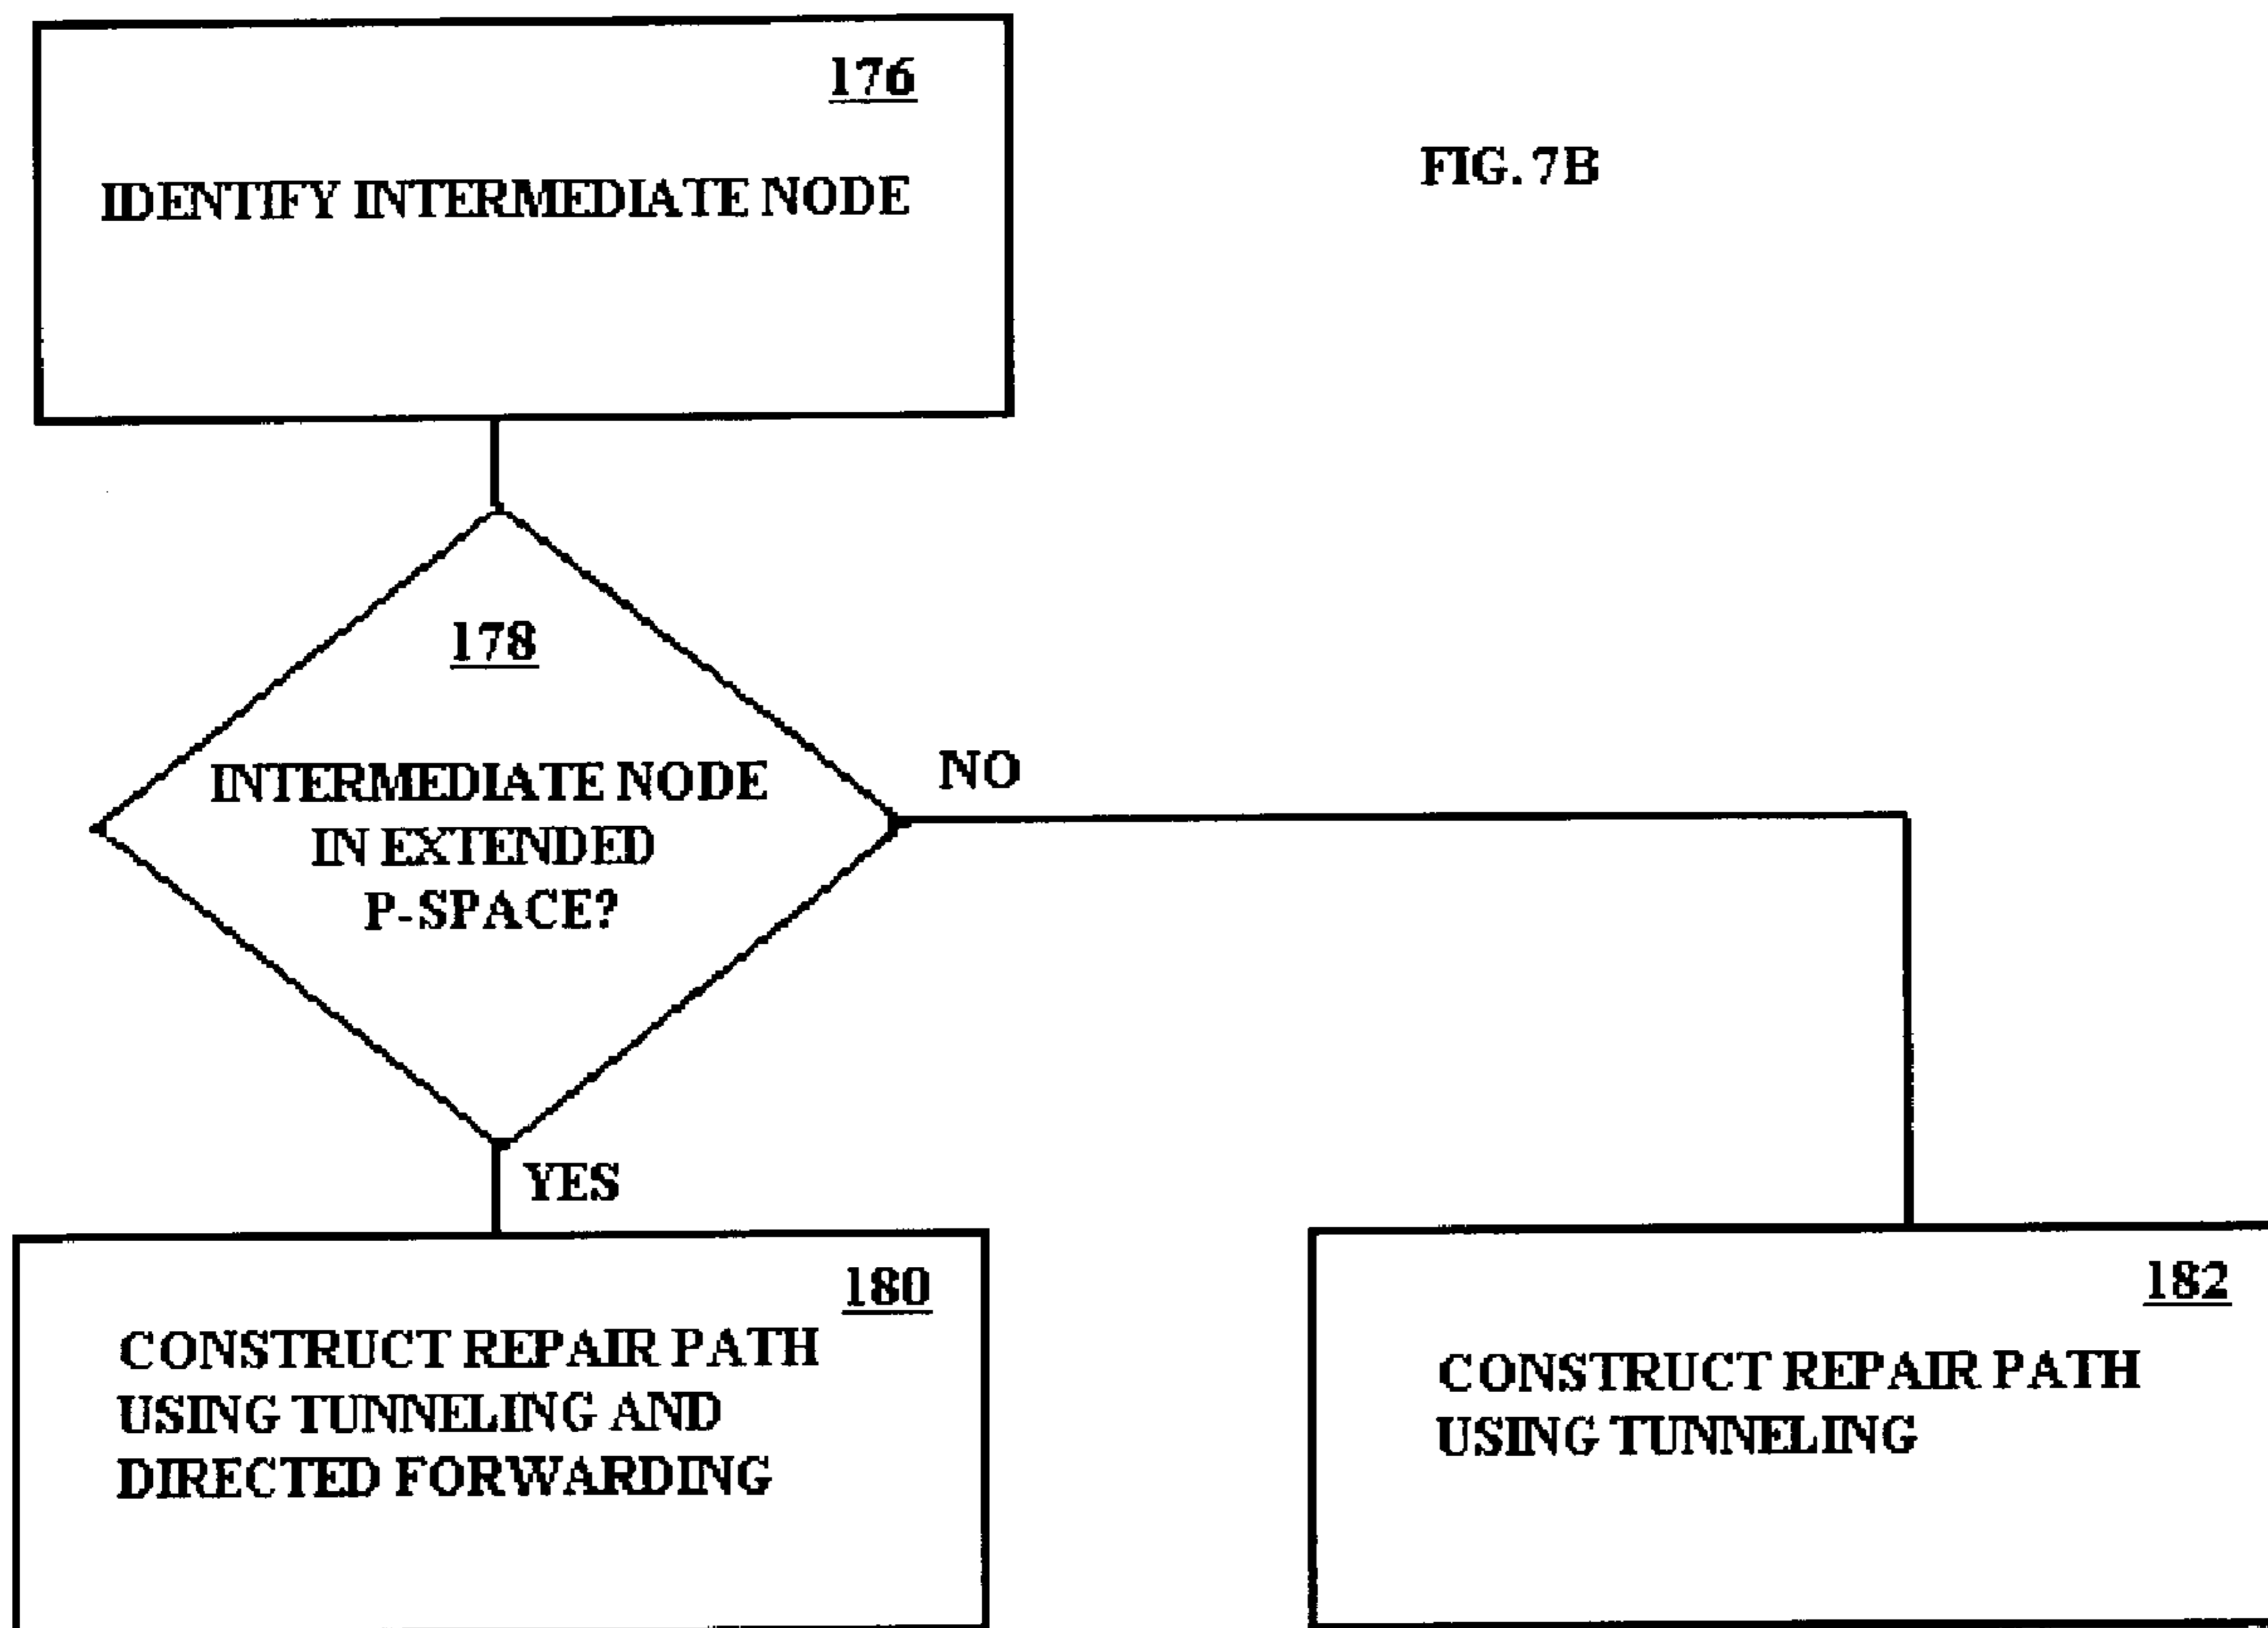 176
IDENTIFY INTERMEDIATE NODE
FIG. 7B
178
INTERMEDIATE NODE
IN EXTENDED
P-SPACE?
NO
YES
180
CONSTRUCT REPAIR PATH
USING TUNNELING AND
DIRECTED FORWARDING
182
CONSTRUCT REPAIR PATH
USING TUNNELING